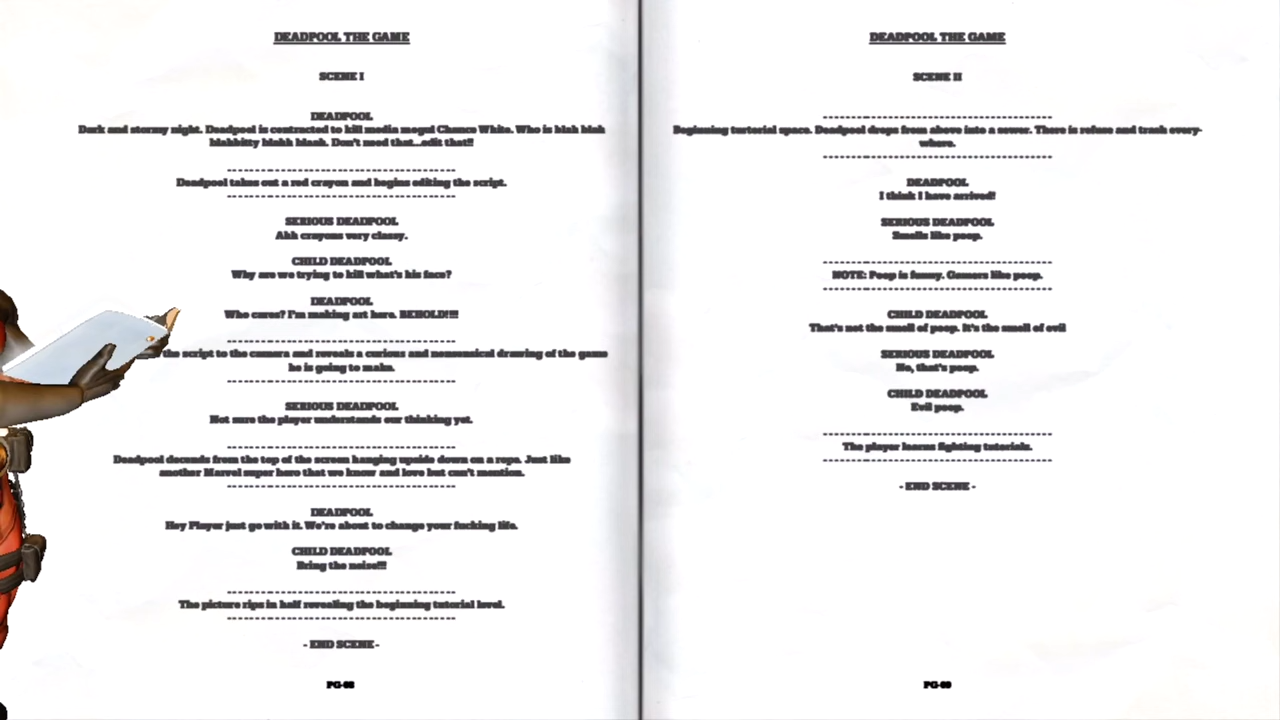 DEADPOOL THE GAME
SCENE I
DEADPOOL
Dark and stormy night. Deadpool is contracted to kill media mogul Chance White. Who is blah blah
blahbitty blahh blaah. Don't need that...edit that!!
Deadpool takes out a red crayon and begins editing the script.
SERIOUS DEADPOOL
Ahh crayons very classy.
CHILD DEADPOOL
Why are we trying to kill what's his face?
DEADPOOL
Who cares? I'm making art here. BEHOLD!!!!
the script to the camera and reveals a curious and nonsensical drawing of the game
he is going to make.
SERIOUS DEADPOOL
Not sure the player understands our thinking yet.
Deadpool decends from the top of the screen hanging upside down on a rope. Just like
another Marvel super hero that we know and love but can't mention.
DEADPOOL
Hey Player just go with it. We're about to change your fucking life.
CHILD DEADPOOL
Bring the noise!!!
The picture rips in half revealing the beginning tutorial level.
- END SCENE -
PG-08
DEADPOOL THE GAME
SCENE II
Beginning turtorial space. Deadpool drops from above into a sewer. There is refuse and trash every-
where.
DEADPOOL
I think I have arrived!
SERIOUS DEADPOOL
Smells like poop.
NOTE: Poop is funny. Gamers like poop.
CHILD DEADPOOL
That's not the smell of poop. It's the smell of evil
SERIOUS DEADPOOL
No, that's poop.
CHILD DEADPOOL
Evil poop.
The player learns fighting tutorials.
- END SCENE -
PG-09